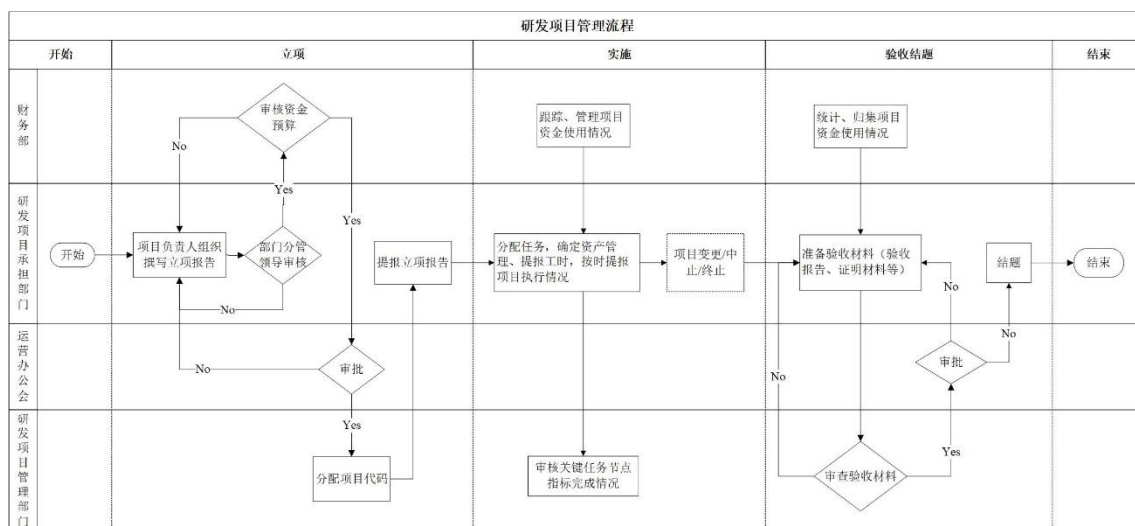 研发项目管理流程
开始
立项
实施
验收结题
结束
财务部
审核资金
预算
跟踪、管理项目
资金使用情况
统计、归集项目
资金使用情况
No
Yes
Yes
研发项目承担部门
开始
项目负责人组织
撰写立项报告
部门分管
领导审核
No
提报立项报告
分配任务，确定资产管
理、提报工时，按时提报
项目执行情况
项目变更/中
止/终止
准备验收材料（验收
报告、证明材料等）
结题
结束
No
No
运营办公会
No
审批
No
审批
Yes
研发项目管理部门
分配项目代码
审核关键任务节点
指标完成情况
审查验收材料
Yes